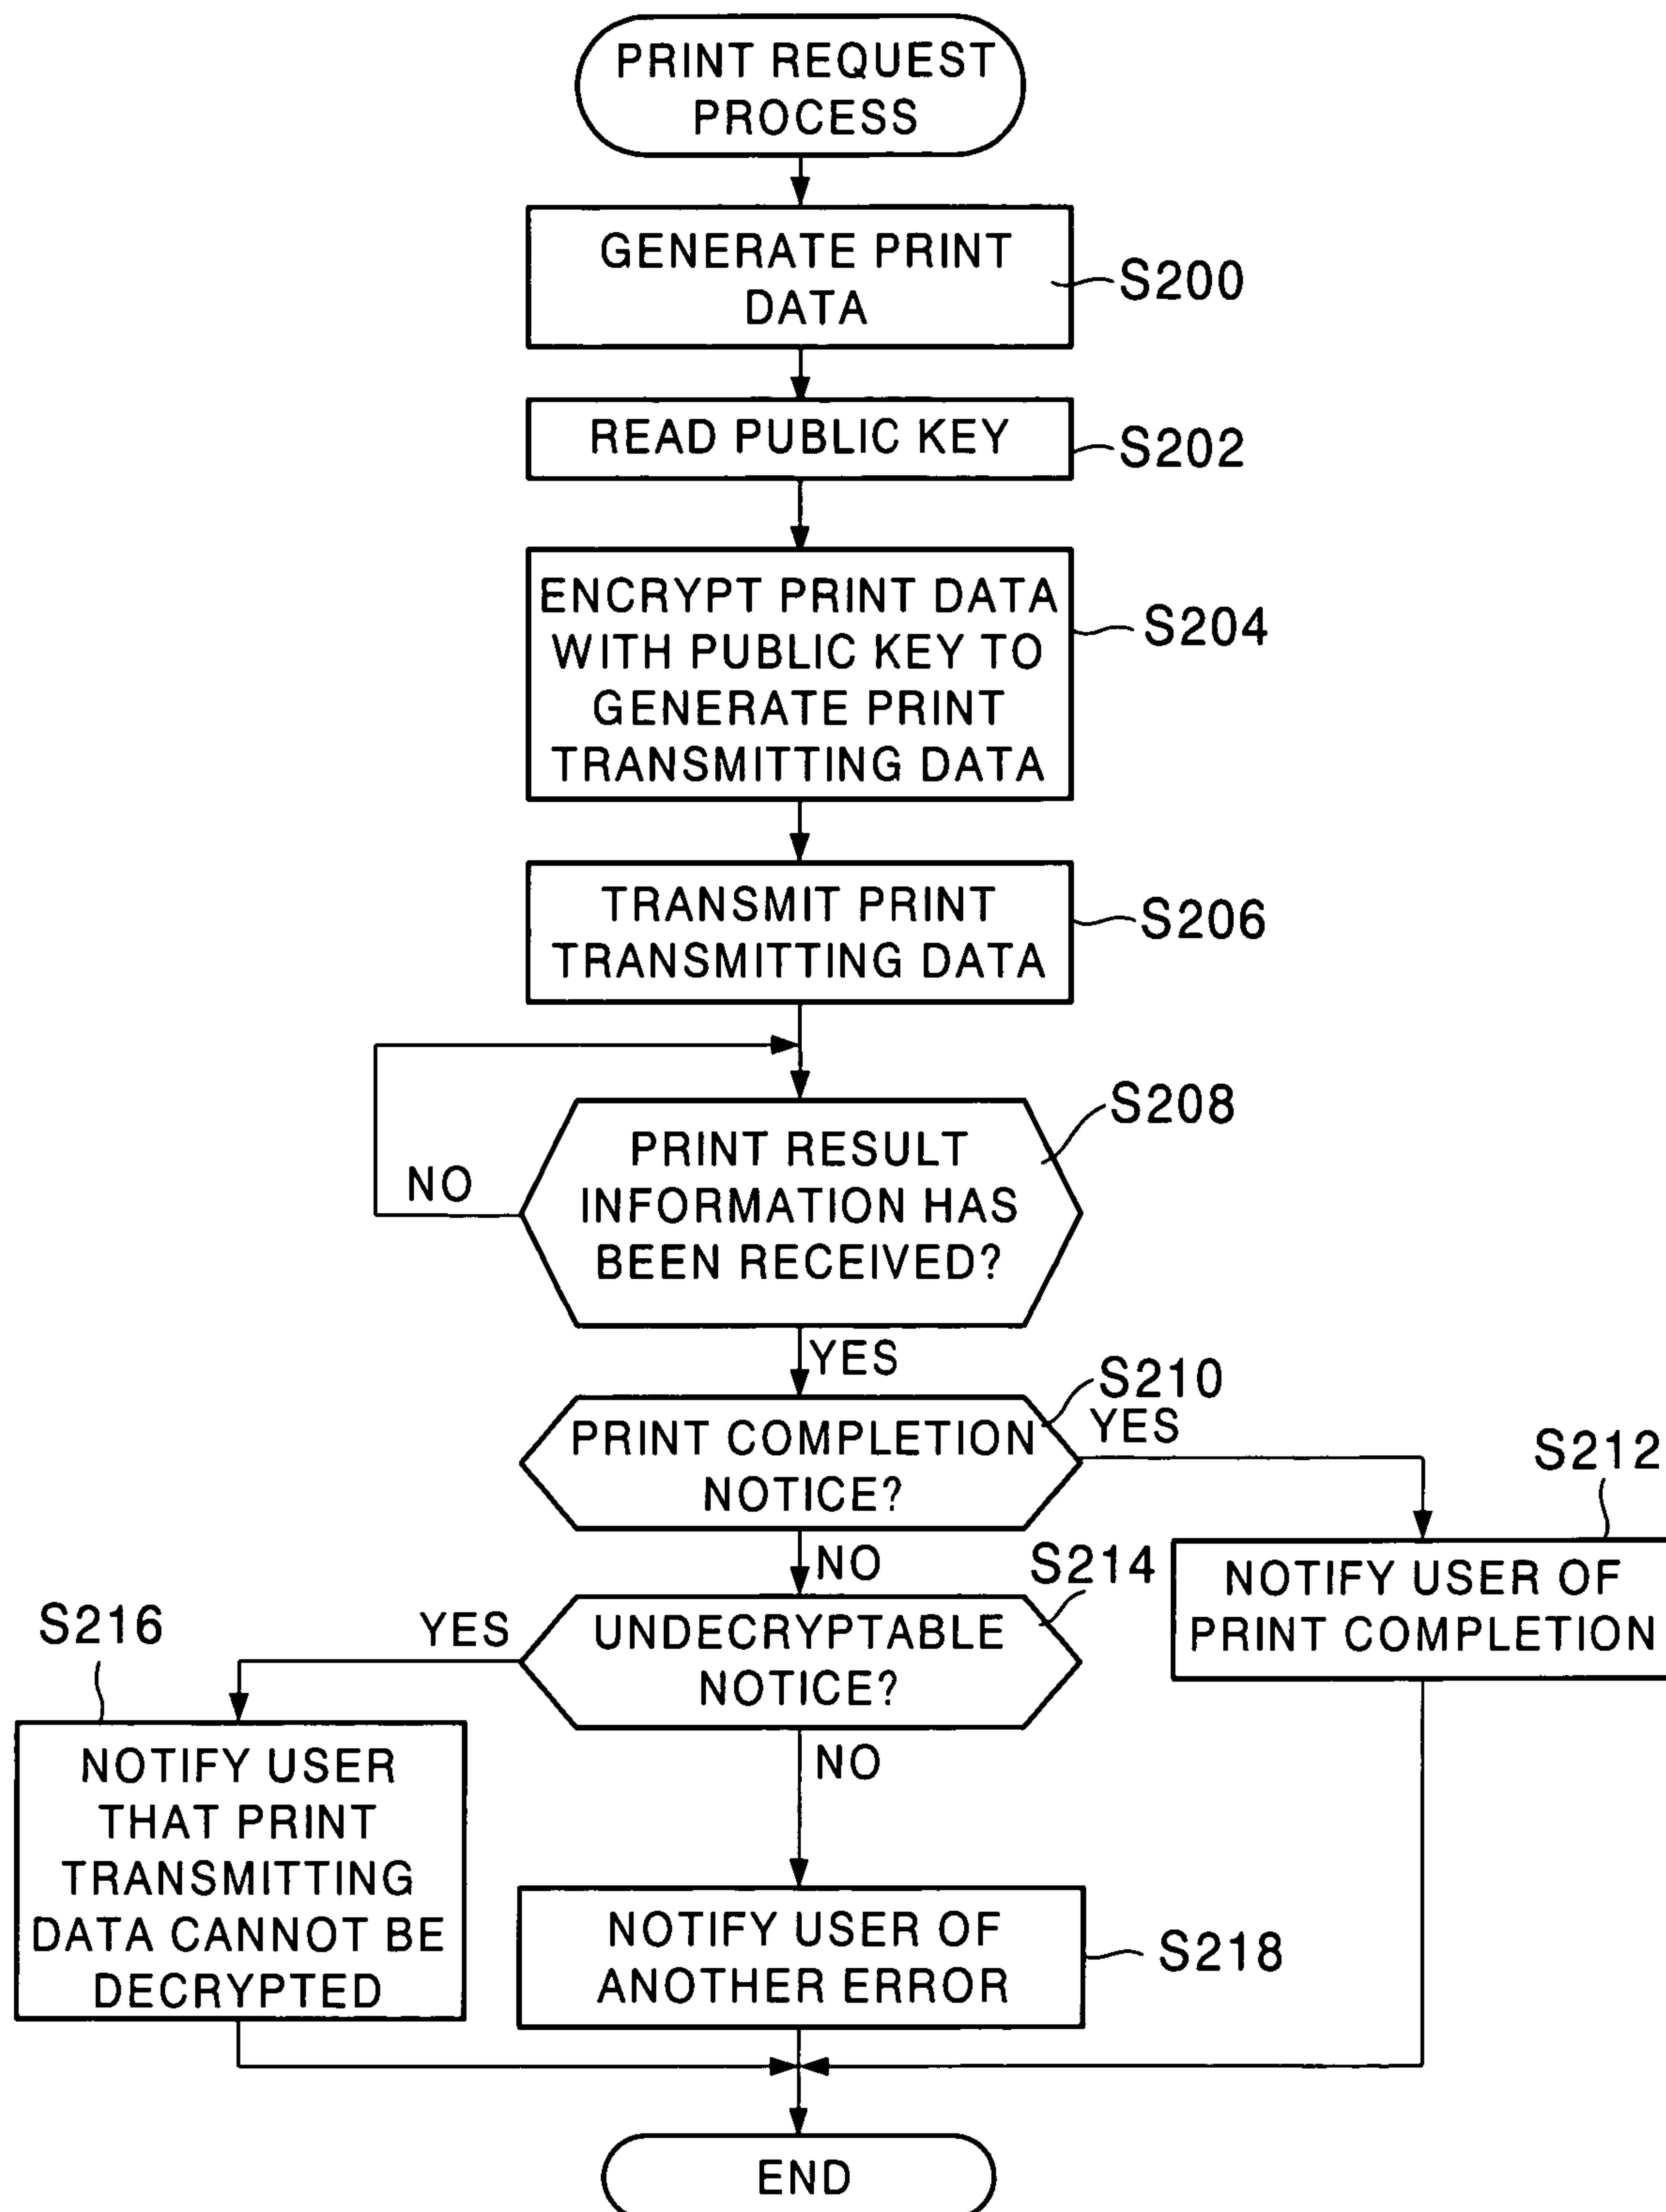 PRINT REQUEST
PROCESS
GENERATE PRINT
DATA
S200
READ PUBLIC KEY
S202
ENCRYPT PRINT DATA
WITH PUBLIC KEY TO
GENERATE PRINT
TRANSMITTING DATA
S204
TRANSMIT PRINT
TRANSMITTING DATA
S206
S208
PRINT RESULT
INFORMATION HAS
BEEN RECEIVED?
NO
YES
S210
PRINT COMPLETION
NOTICE?
YES
S212
NOTIFY USER OF
PRINT COMPLETION
NO
S214
UNDECRYPTABLE
NOTICE?
YES
S216
NOTIFY USER
THAT PRINT
TRANSMITTING
DATA CANNOT BE
DECRYPTED
NO
NOTIFY USER OF
ANOTHER ERROR
S218
END